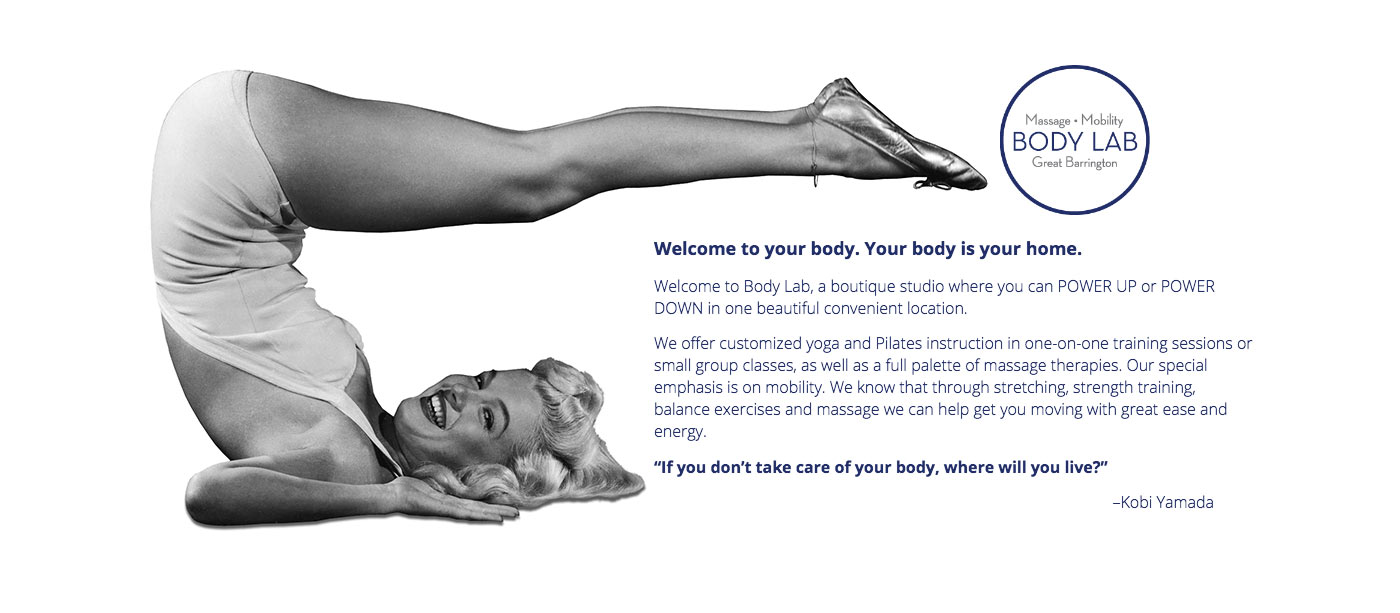 Massage • Mobility
BODY LAB
Great Barrington
Welcome to your body. Your body is your home.
Welcome to Body Lab, a boutique studio where you can POWER UP or POWER
DOWN in one beautiful convenient location.
We offer customized yoga and Pilates instruction in one-on-one training sessions or
small group classes, as well as a full palette of massage therapies. Our special
emphasis is on mobility. We know that through stretching, strength training,
balance exercises and massage we can help get you moving with great ease and
energy.
“If you don’t take care of your body, where will you live?”
–Kobi Yamada